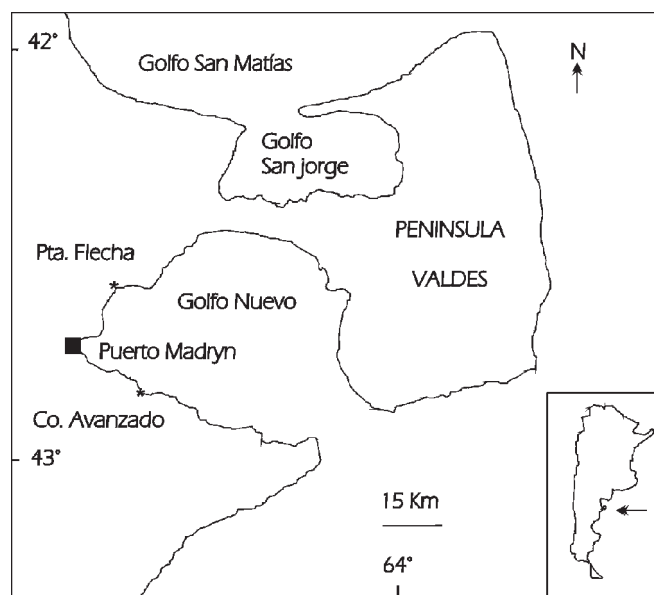 42°
Golfo San Matías
N
Golfo
San jorge
PENINSULA
VALDES
Pta. Flecha
Golfo Nuevo
Puerto Madryn
Co. Avanzado
43°
15 Km
64°